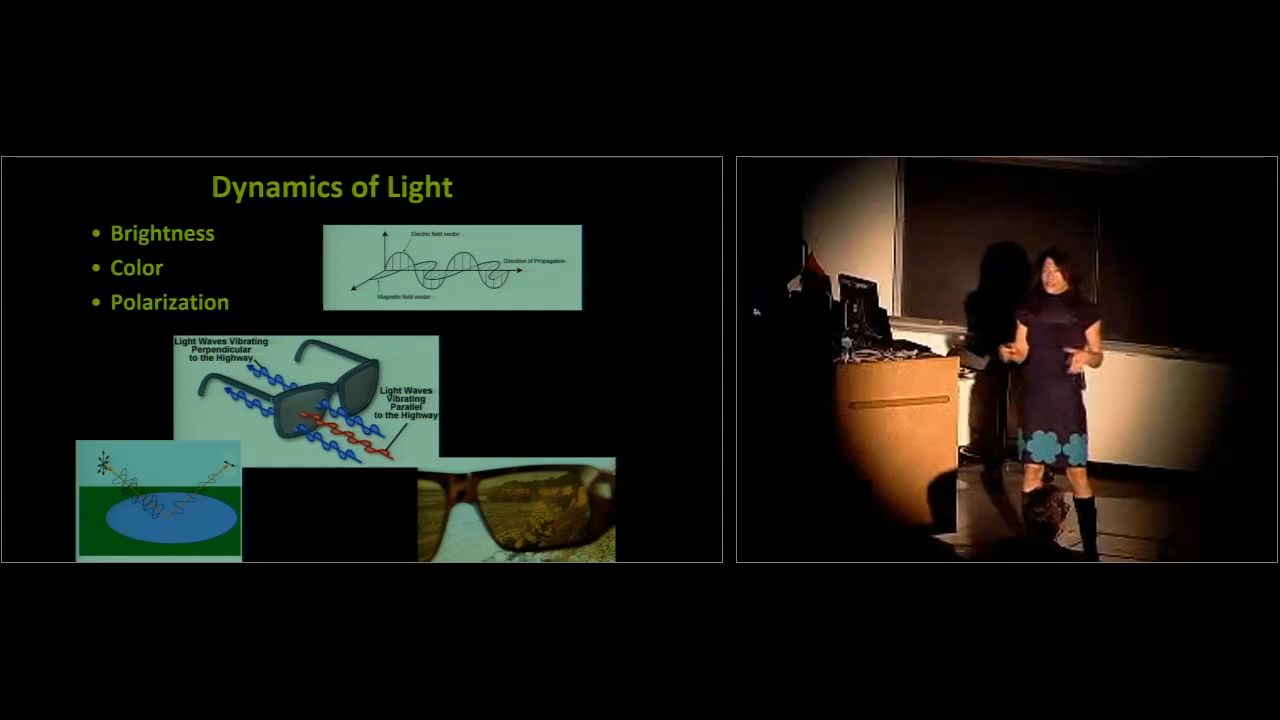 Dynamics of Light
• Brightness
• Color
• Polarization
Electric field vector
Direction of Propagation
Magnetic field vector
Light Waves Vibrating
Perpendicular
to the Highway
Light Waves
Vibrating
Parallel
to the Highway